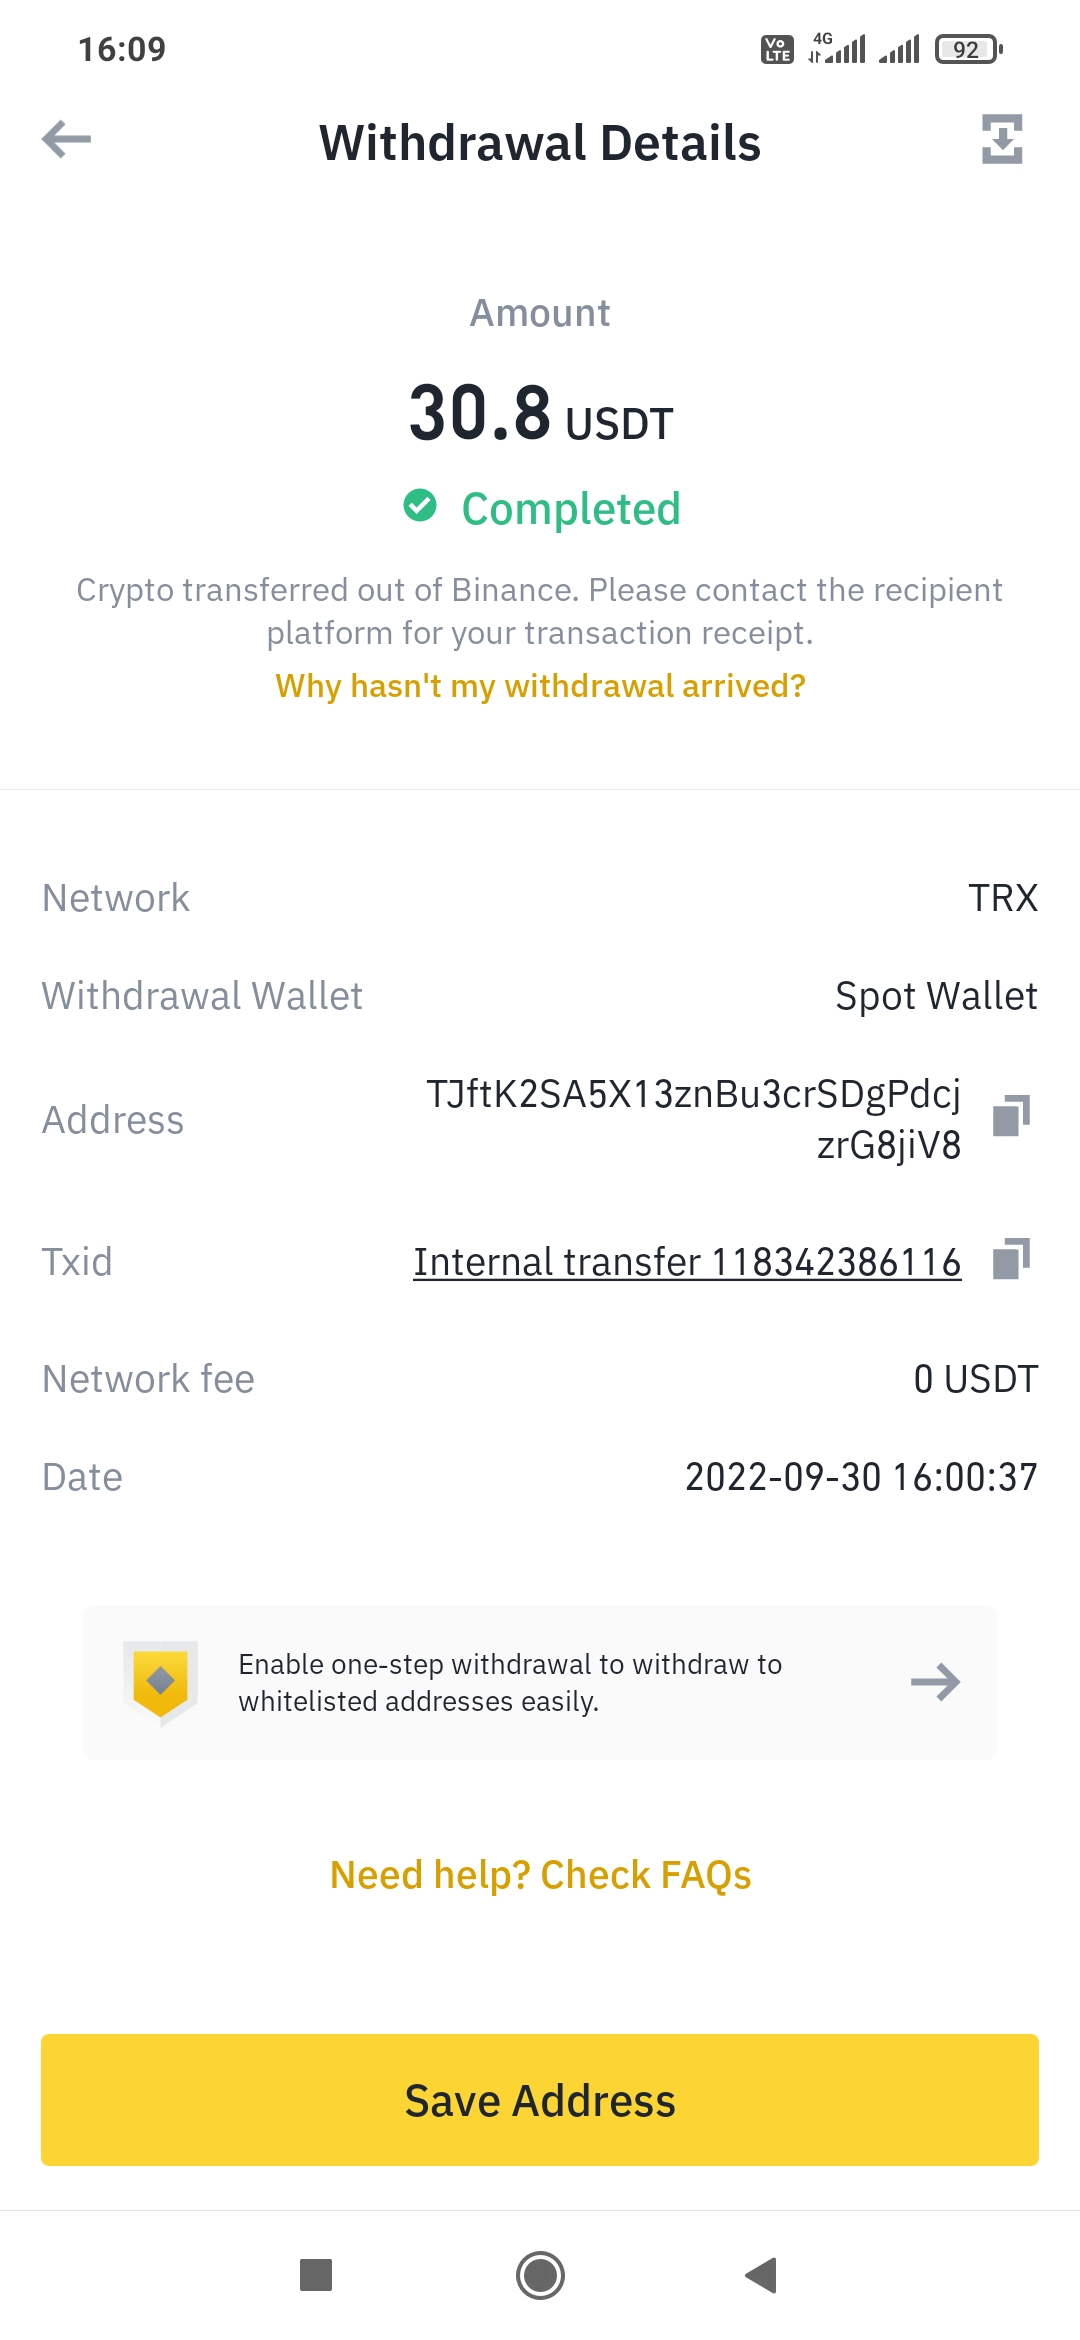 16:09
Vo LTE 4G 92
Withdrawal Details
Amount
30.8 USDT
Completed
Crypto transferred out of Binance. Please contact the recipient
platform for your transaction receipt.
Why hasn't my withdrawal arrived?
Network TRX
Withdrawal Wallet Spot Wallet
Address TJftK2SA5X13znBu3crSDgPdcj
zrG8jiV8
Txid Internal transfer 118342386116
Network fee 0 USDT
Date 2022-09-30 16:00:37
Enable one-step withdrawal to withdraw to
whitelisted addresses easily.
Need help? Check FAQs
Save Address